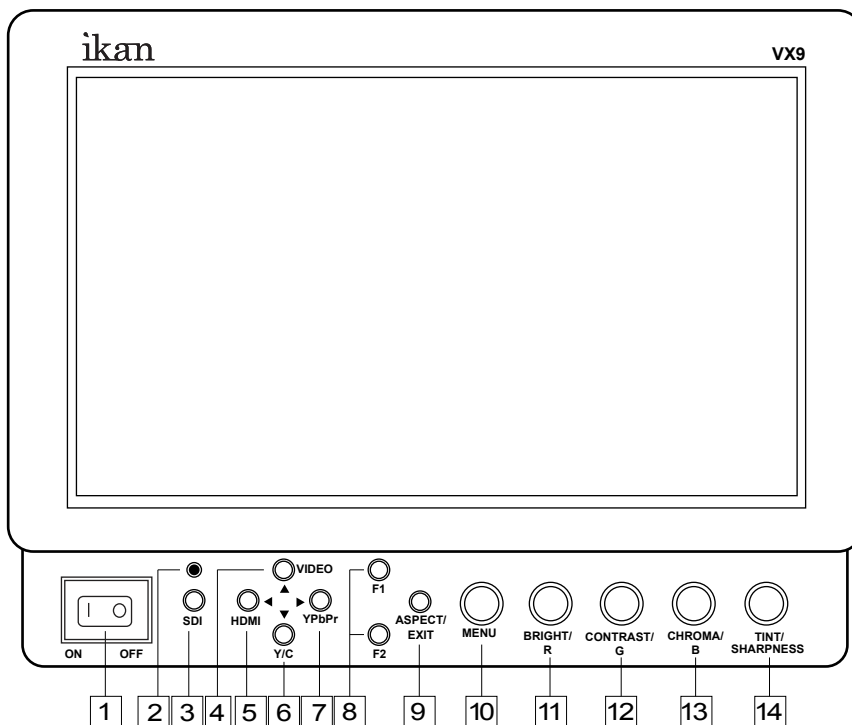 ikan
VX9
VIDEO
F1
SDI
HDMI
YPbPr
ASPECT/
EXIT
MENU
BRIGHT/
R
CONTRAST/
G
CHROMA/
B
TINT/
SHARPNESS
ON OFF
Y/C
F2
1 2 3 4 5 6 7 8 9 10 11 12 13 14